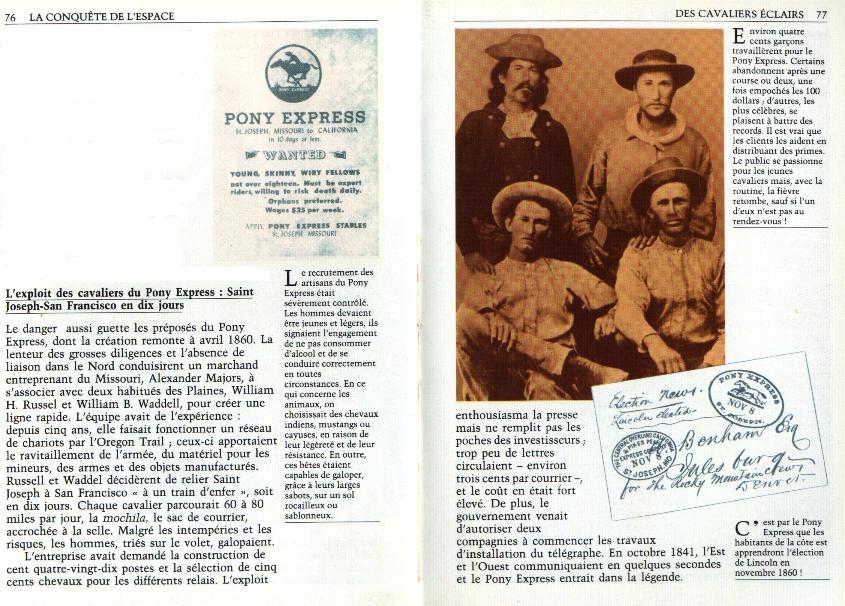 76 LA CONQUÊTE DE L'ESPACE
PONY EXPRESS
PONY EXPRESS
St. JOSEPH, MISSOURI to CALIFORNIA
in 10 days or less.
WANTED
YOUNG, SKINNY, WIRY FELLOWS
not over eighteen. Must be expert
riders, willing to risk death daily.
Orphans preferred.
Wages $25 per week.
APPLY, PONY EXPRESS STABLES
St. JOSEPH, MISSOURI
L'exploit des cavaliers du Pony Express : Saint
Joseph-San Francisco en dix jours
Le danger aussi guette les préposés du Pony
Express, dont la création remonte à avril 1860. La
lenteur des grosses diligences et l'absence de
liaison dans le Nord conduisirent un marchand
entreprenant du Missouri, Alexander Majors, à
s'associer avec deux habitués des Plaines, William
H. Russel et William B. Waddell, pour créer une
ligne rapide. L'équipe avait de l'expérience :
depuis cinq ans, elle faisait fonctionner un réseau
de chariots par l'Oregon Trail ; ceux-ci apportaient
le ravitaillement de l'armée, du matériel pour les
mineurs, des armes et des objets manufacturés.
Russell et Waddel décidèrent de relier Saint
Joseph à San Francisco « à un train d'enfer », soit
en dix jours. Chaque cavalier parcourait 60 à 80
miles par jour, la mochila, le sac de courrier,
accrochée à la selle. Malgré les intempéries et les
risques, les hommes, triés sur le volet, galopaient.
L'entreprise avait demandé la construction de
cent quatre-vingt-dix postes et la sélection de cinq
cents chevaux pour les différents relais. L'exploit
Le recrutement des
artisans du Pony
Express était
sévèrement contrôlé.
Les hommes devaient
être jeunes et légers, ils
signaient l'engagement
de ne pas consommer
d'alcool et de se
conduire correctement
en toutes
circonstances. En ce
qui concerne les
animaux, on
choisissait des chevaux
indiens, mustangs ou
cayuses, en raison de
leur légèreté et de leur
résistance. En outre,
ces bêtes étaient
capables de galoper,
grâce à leurs larges
sabots, sur un sol
rocailleux ou
sablonneux.
DES CAVALIERS ÉCLAIRS 77
Environ quatre
cents garçons
travaillèrent pour le
Pony Express. Certains
abandonnent après une
course ou deux, une
fois empochés les 100
dollars ; d'autres, les
plus célèbres, se
plaisent à battre des
records. Il est vrai que
les clients les aident en
distribuant des primes.
Le public se passionne
pour les jeunes
cavaliers mais, avec la
routine, la fièvre
retombe, sauf si l'un
d'eux n'est pas au
rendez-vous !
enthousiasma la presse
mais ne remplit pas les
poches des investisseurs ;
trop peu de lettres
circulaient – environ
trois cents par courrier –,
et le coût en était fort
élevé. De plus, le
gouvernement venait
d'autoriser deux
compagnies à commencer les travaux
d'installation du télégraphe. En octobre 1841, l'Est
et l'Ouest communiquaient en quelques secondes
et le Pony Express entrait dans la légende.
Election news.
Lincoln elected.
PONY EXPRESS
NOV 8
ST. JOSEPH.
THE CENTRAL OVERLAND CALIFORNIA
& PIKES PEAK
EXPRESS COMPANY
NOV 8
ST JOSEPH, MO
Bonham Esq
Julesburg
for the Rocky Mountain News
Denver.
C'est par le Pony
Express que les
habitants de la côte est
apprendront l'élection
de Lincoln en
novembre 1860 !